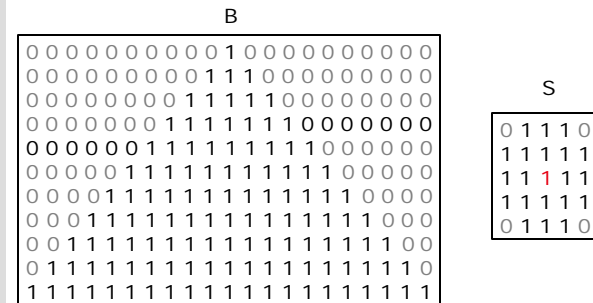 B
0 0 0 0 0 0 0 0 0 0 1 0 0 0 0 0 0 0 0 0 0
0 0 0 0 0 0 0 0 0 1 1 1 0 0 0 0 0 0 0 0 0
0 0 0 0 0 0 0 0 1 1 1 1 1 0 0 0 0 0 0 0 0
0 0 0 0 0 0 0 1 1 1 1 1 1 1 0 0 0 0 0 0 0
0 0 0 0 0 0 1 1 1 1 1 1 1 1 1 0 0 0 0 0 0
0 0 0 0 0 1 1 1 1 1 1 1 1 1 1 1 0 0 0 0 0
0 0 0 0 1 1 1 1 1 1 1 1 1 1 1 1 1 0 0 0 0
0 0 0 1 1 1 1 1 1 1 1 1 1 1 1 1 1 1 0 0 0
0 0 1 1 1 1 1 1 1 1 1 1 1 1 1 1 1 1 1 0 0
0 1 1 1 1 1 1 1 1 1 1 1 1 1 1 1 1 1 1 1 0
1 1 1 1 1 1 1 1 1 1 1 1 1 1 1 1 1 1 1 1 1
S
0 1 1 1 0
1 1 1 1 1
1 1 1 1 1
1 1 1 1 1
0 1 1 1 0